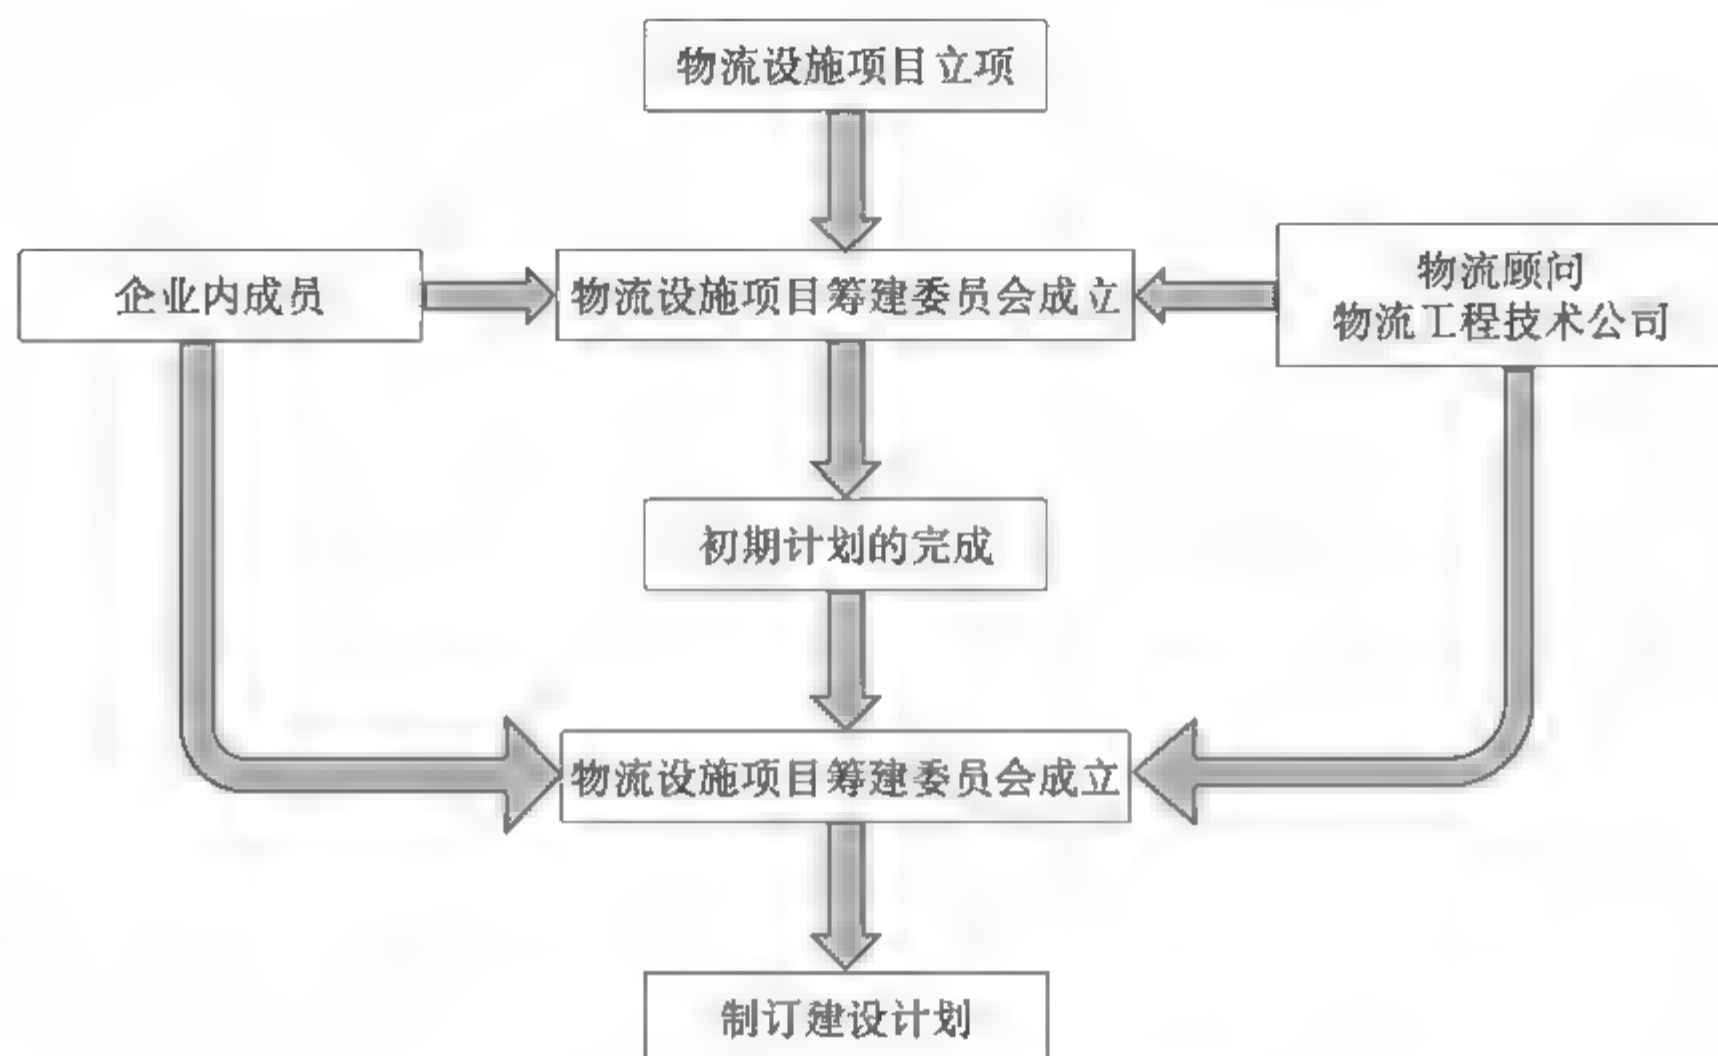 物流设施项目立项
企业内成员
物流设施项目筹建委员会成立
物流顾问
物流工程技术公司
初期计划的完成
物流设施项目筹建委员会成立
制订建设计划